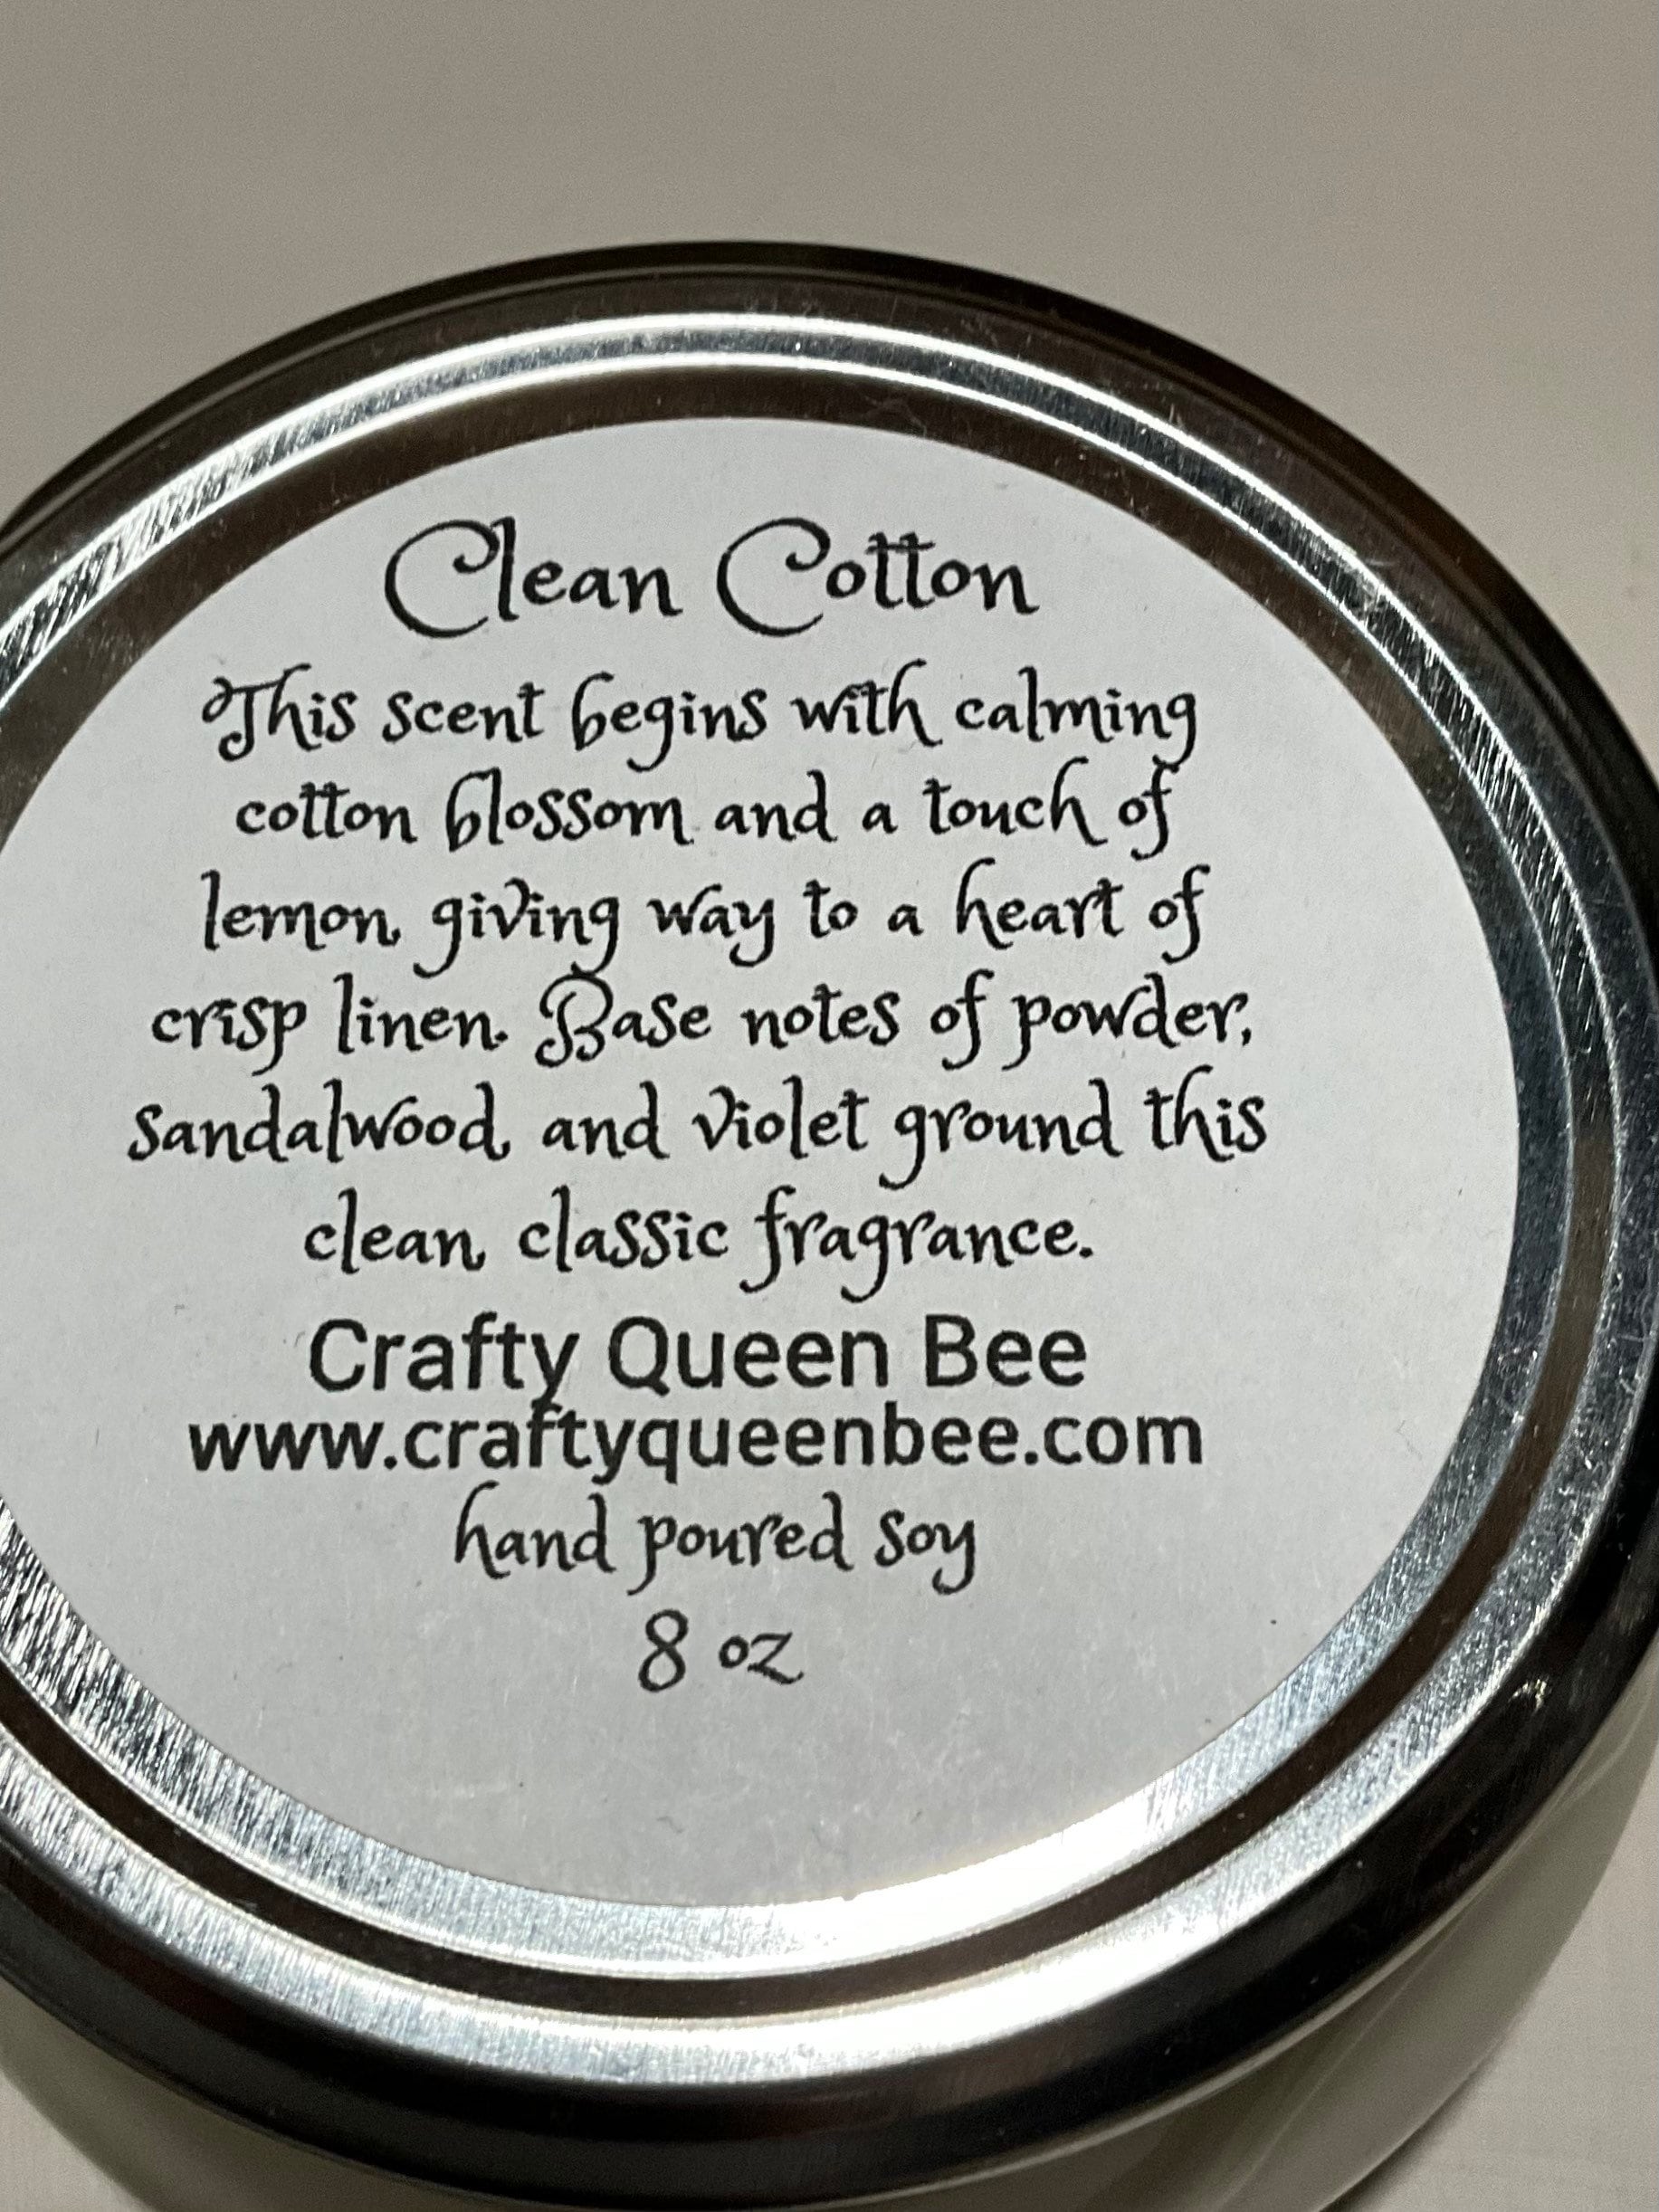 Clean Cotton
This scent begins with calming
cotton blossom and a touch of
lemon, giving way to a heart of
crisp linen. Base notes of powder,
sandalwood, and violet ground this
clean, classic fragrance.
Crafty Queen Bee
www.craftyqueenbee.com
hand poured soy
8 oz